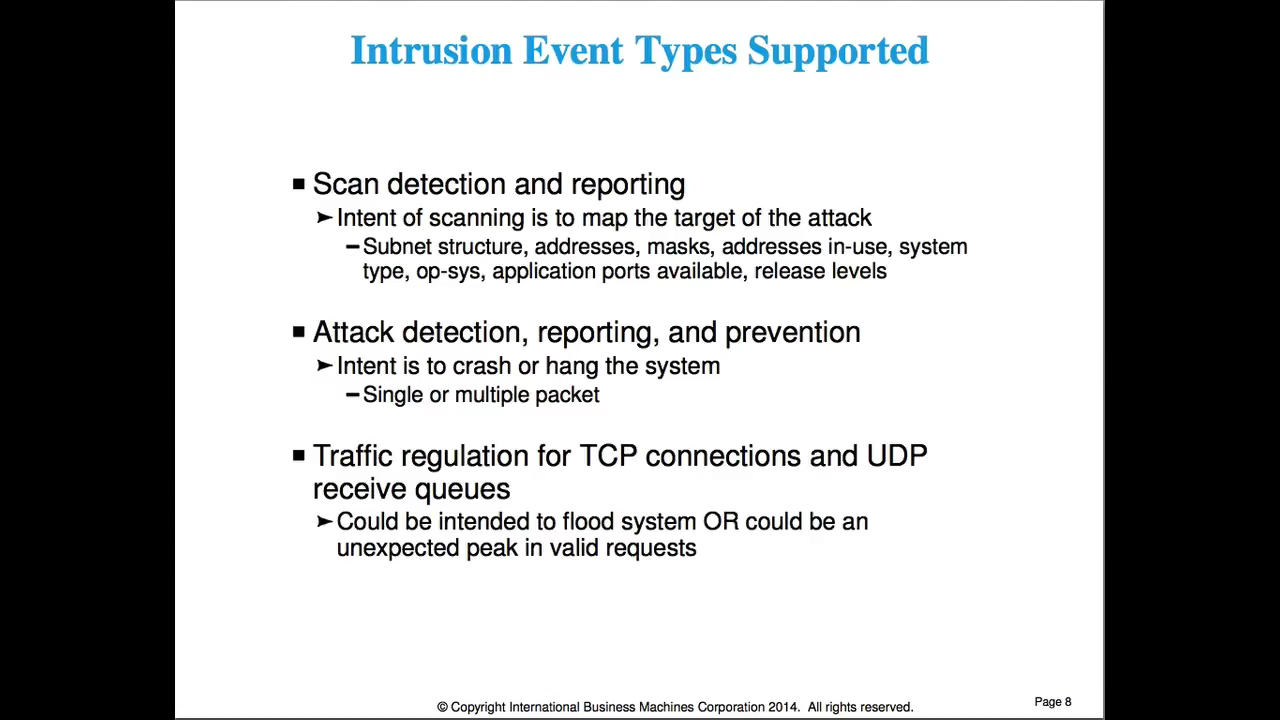 Intrusion Event Types Supported
■ Scan detection and reporting
➤ Intent of scanning is to map the target of the attack
– Subnet structure, addresses, masks, addresses in-use, system
type, op-sys, application ports available, release levels
■ Attack detection, reporting, and prevention
➤ Intent is to crash or hang the system
– Single or multiple packet
■ Traffic regulation for TCP connections and UDP
receive queues
➤ Could be intended to flood system OR could be an
unexpected peak in valid requests
© Copyright International Business Machines Corporation 2014. All rights reserved.
Page 8